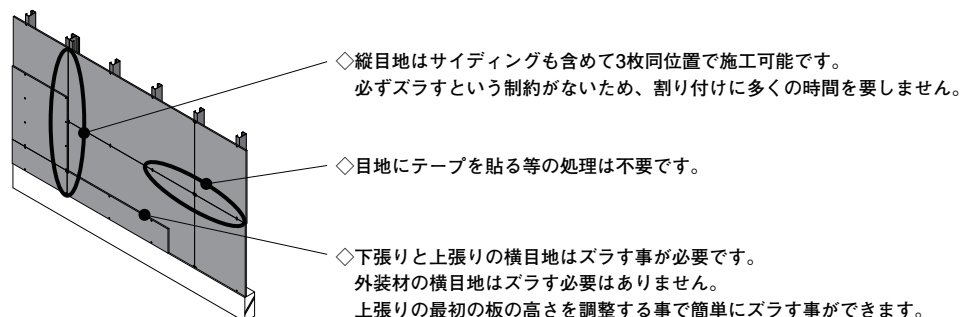 ◇縦目地はサイディングも含めて3枚同位置で施工可能です。
必ずズラすという制約がないため、割り付けに多くの時間を要しません。
◇目地にテープを貼る等の処理は不要です。
◇下張りと上張りの横目地はズラす事が必要です。
外装材の横目地はズラす必要はありません。
上張りの最初の板の高さを調整する事で簡単にズラす事ができます。